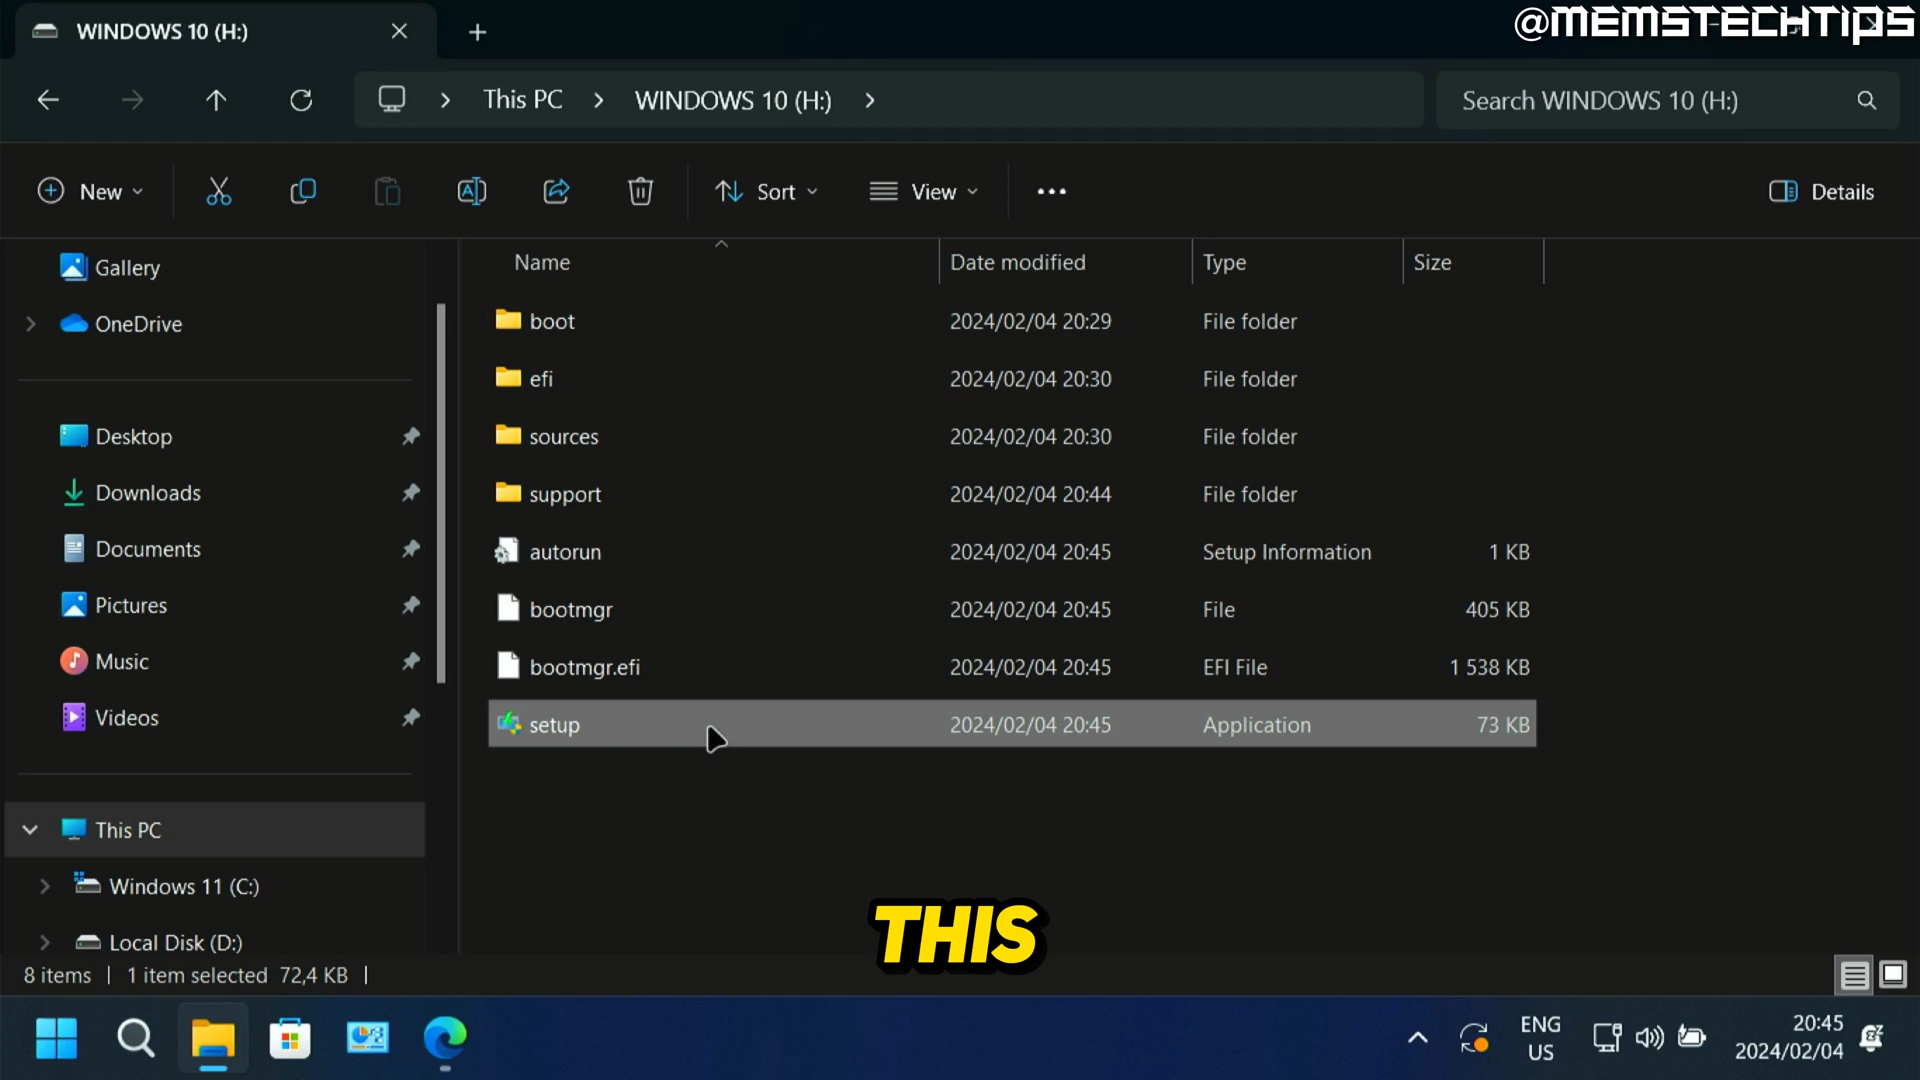 WINDOWS 10 (H:)
@MEMSTECHTIPS
This PC
WINDOWS 10 (H:)
Search WINDOWS 10 (H:)
New
Sort
View
Details
Gallery
OneDrive
Desktop
Downloads
Documents
Pictures
Music
Videos
This PC
Windows 11 (C:)
Local Disk (D:)
Name Date modified Type Size
boot 2024/02/04 20:29 File folder
efi 2024/02/04 20:30 File folder
sources 2024/02/04 20:30 File folder
support 2024/02/04 20:44 File folder
autorun 2024/02/04 20:45 Setup Information 1 KB
bootmgr 2024/02/04 20:45 File 405 KB
bootmgr.efi 2024/02/04 20:45 EFI File 1 538 KB
setup 2024/02/04 20:45 Application 73 KB
THIS
8 items 1 item selected 72,4 KB
ENG
US
20:45
2024/02/04